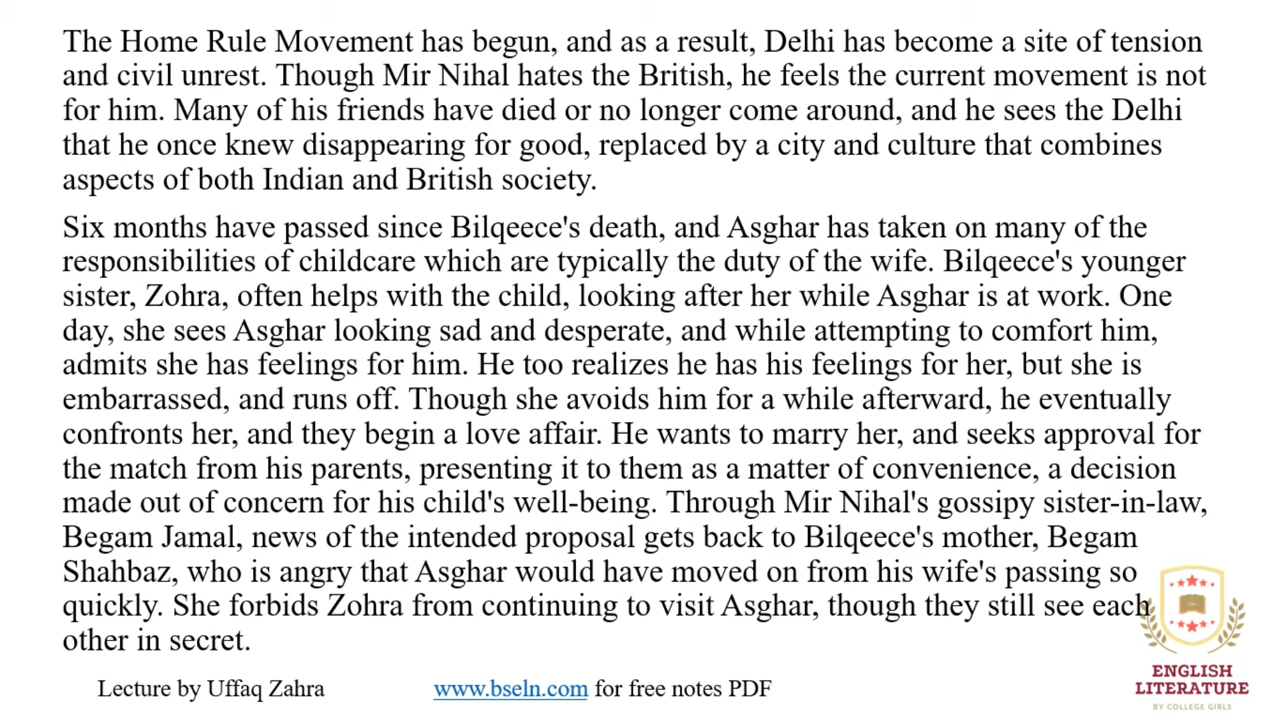 The Home Rule Movement has begun, and as a result, Delhi has become a site of tension
and civil unrest. Though Mir Nihal hates the British, he feels the current movement is not
for him. Many of his friends have died or no longer come around, and he sees the Delhi
that he once knew disappearing for good, replaced by a city and culture that combines
aspects of both Indian and British society.
Six months have passed since Bilqeece's death, and Asghar has taken on many of the
responsibilities of childcare which are typically the duty of the wife. Bilqeece's younger
sister, Zohra, often helps with the child, looking after her while Asghar is at work. One
day, she sees Asghar looking sad and desperate, and while attempting to comfort him,
admits she has feelings for him. He too realizes he has his feelings for her, but she is
embarrassed, and runs off. Though she avoids him for a while afterward, he eventually
confronts her, and they begin a love affair. He wants to marry her, and seeks approval for
the match from his parents, presenting it to them as a matter of convenience, a decision
made out of concern for his child's well-being. Through Mir Nihal's gossipy sister-in-law,
Begam Jamal, news of the intended proposal gets back to Bilqeece's mother, Begam
Shahbaz, who is angry that Asghar would have moved on from his wife's passing so
quickly. She forbids Zohra from continuing to visit Asghar, though they still see each
other in secret.
Lecture by Uffaq Zahra
www.bseln.com for free notes PDF
ENGLISH
LITERATURE
BY COLLEGE GIRLS